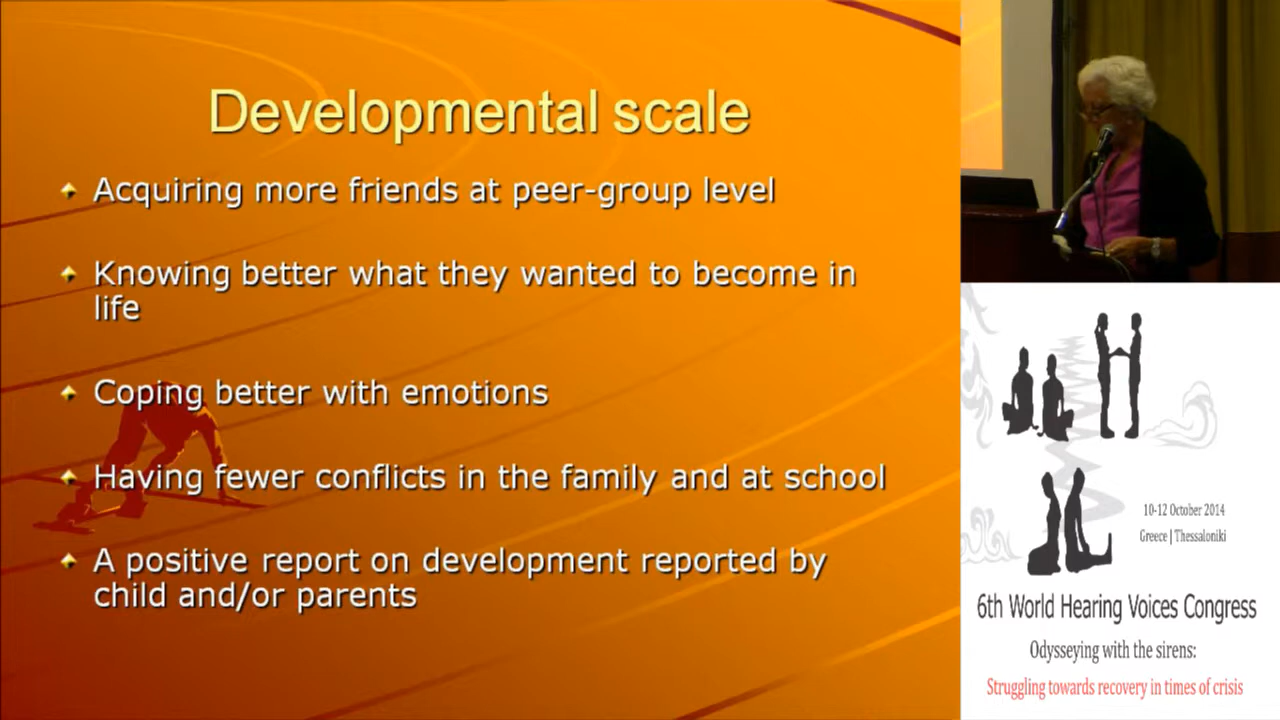 Developmental scale
Acquiring more friends at peer-group level
Knowing better what they wanted to become in
life
Coping better with emotions
Having fewer conflicts in the family and at school
A positive report on development reported by
child and/or parents
10-12 October 2014
Greece | Thessaloniki
6th World Hearing Voices Congress
Odysseying with the sirens:
Struggling towards recovery in times of crisis